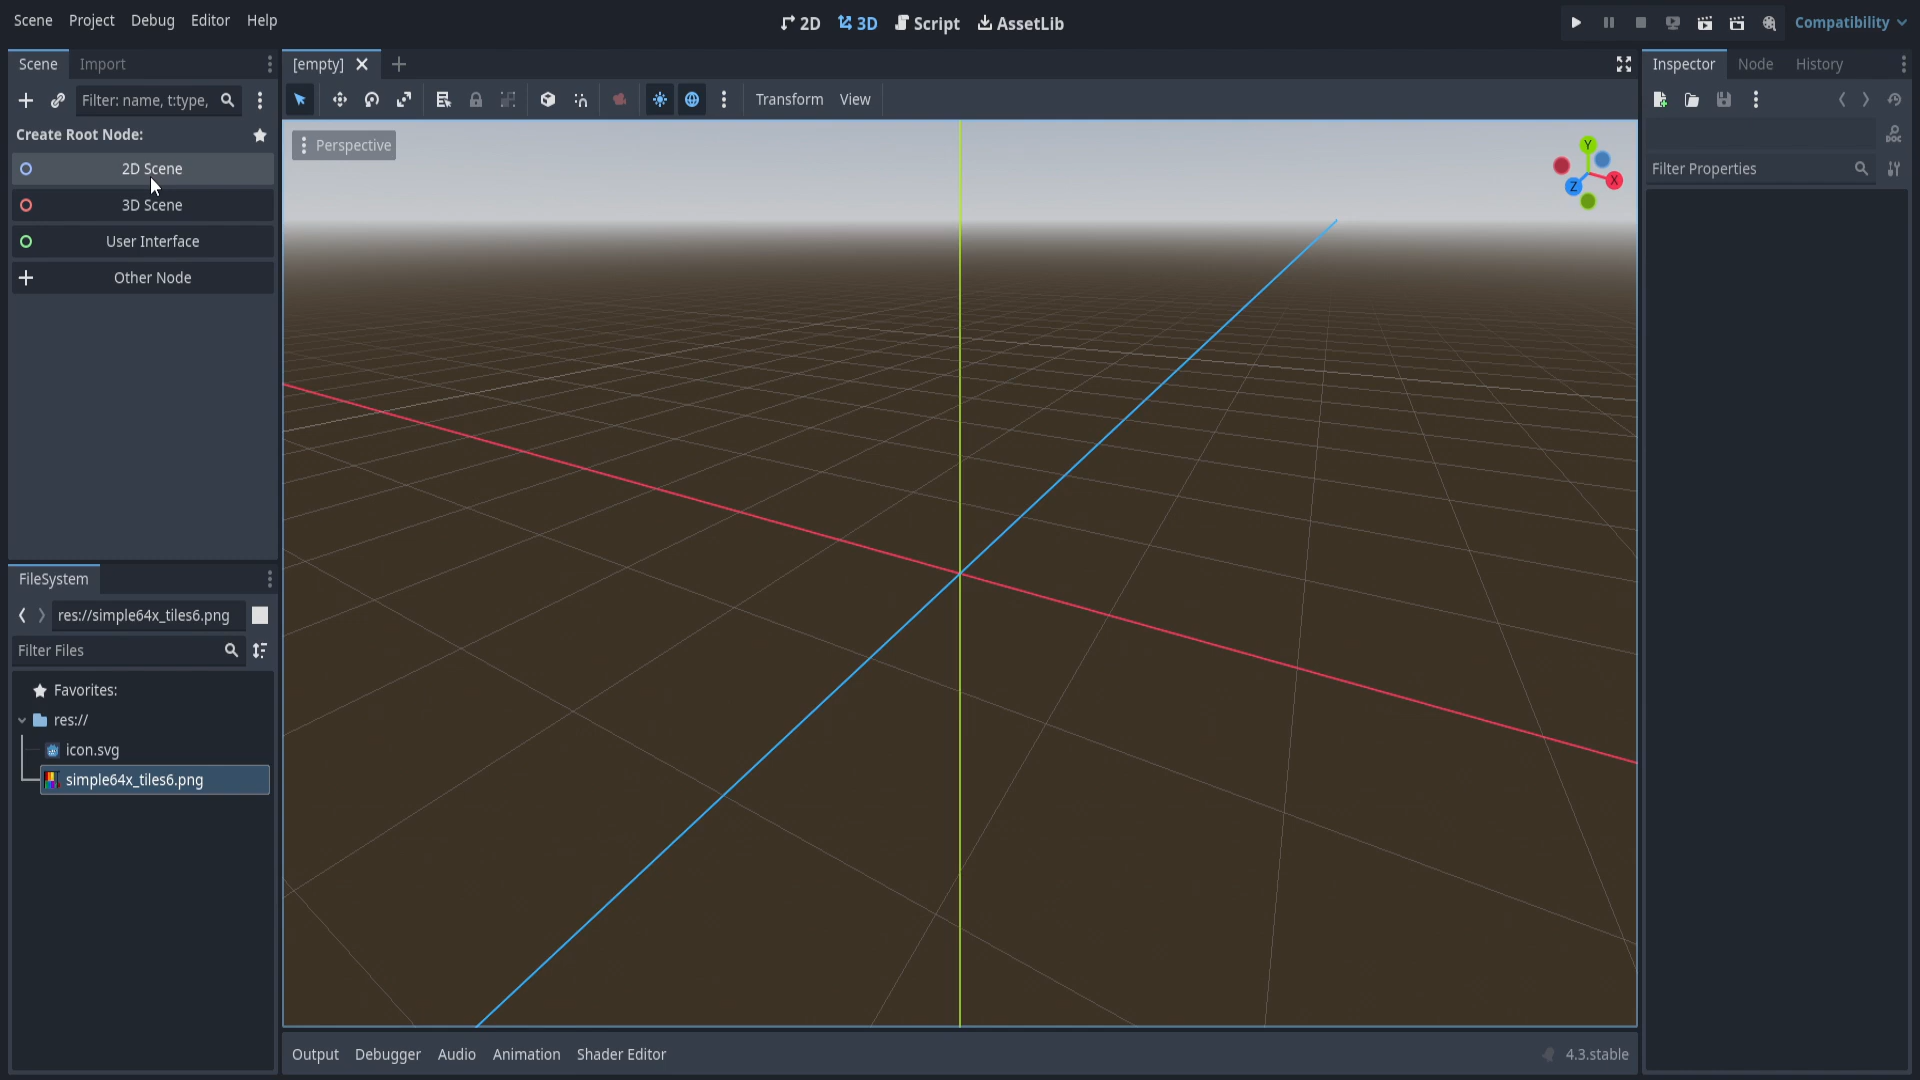 Scene Project Debug Editor Help
2D 3D Script AssetLib
Compatibility
Scene Import
Filter: name, t:type,
Create Root Node:
2D Scene
3D Scene
User Interface
Other Node
FileSystem
res://simple64x_tiles6.png
Filter Files
Favorites:
res://
icon.svg
simple64x_tiles6.png
[empty]
Transform View
Perspective
Y
X
Z
Output Debugger Audio Animation Shader Editor
4.3.stable
Inspector Node History
DOC
Filter Properties